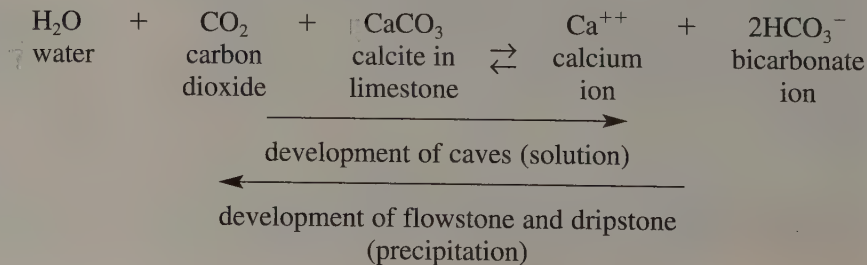 H₂O + CO₂ + CaCO₃ ⇄ Ca⁺⁺ + 2HCO₃⁻
water carbon calcite in calcium bicarbonate
dioxide limestone ion ion
development of caves (solution)
development of flowstone and dripstone
(precipitation)